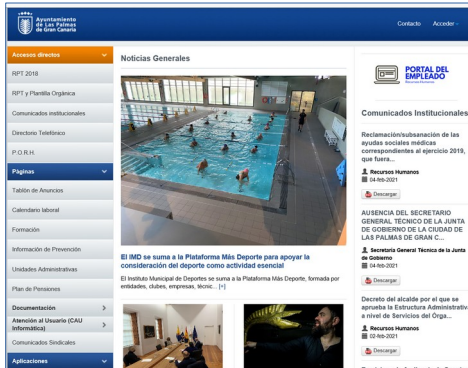 Ayuntamiento
de Las Palmas
de Gran Canaria
Contacto
Acceder
Accesos directos
RPT 2018
RPT y Plantilla Orgánica
Comunicados institucionales
Directorio Telefónico
P.O.R.H.
Páginas
Tablón de Anuncios
Calendario laboral
Formación
Información de Prevención
Unidades Administrativas
Plan de Pensiones
Documentación
Atención al Usuario (CAU
Informática)
Comunicados Sindicales
Aplicaciones
Noticias Generales
El IMD se suma a la Plataforma Más Deporte para apoyar la
consideración del deporte como actividad esencial
El Instituto Municipal de Deportes se suma a la Plataforma Más Deporte, formada por
entidades, clubes, empresas, técnic... [+]
PORTAL DEL
EMPLEADO
Comunicados Institucionales
Reclamación/subsanación de las
ayudas sociales médicas
correspondientes al ejercicio 2019,
que fuera...
Recursos Humanos
04-feb-2021
Descargar
AUSENCIA DEL SECRETARIO
GENERAL TÉCNICO DE LA JUNTA
DE GOBIERNO DE LA CIUDAD DE
LAS PALMAS DE GRAN C...
Secretaría General Técnica de la Junta
de Gobierno
04-feb-2021
Descargar
Decreto del alcalde por el que se
aprueba la Estructura Administrativa
a nivel de Servicios del Órga...
Recursos Humanos
02-feb-2021
Descargar